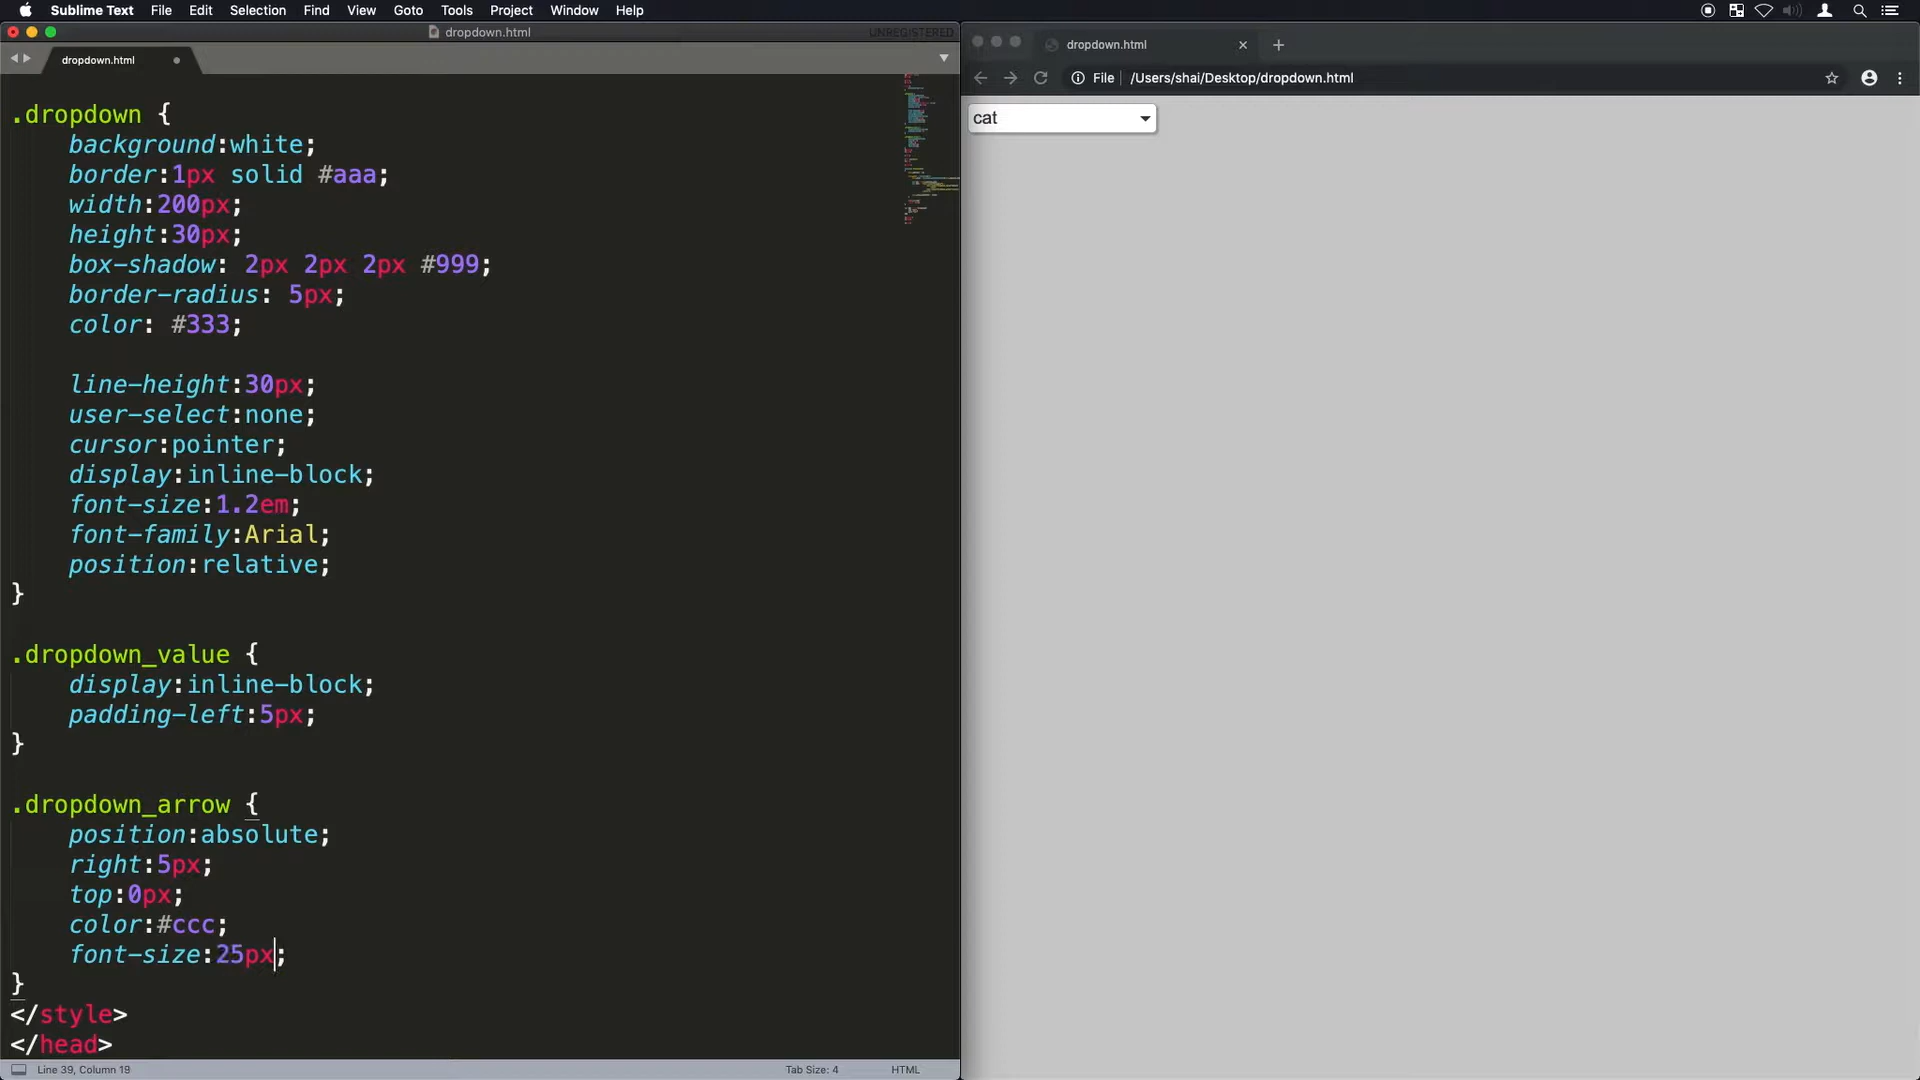 Sublime Text File Edit Selection Find View Goto Tools Project Window Help
dropdown.html UNREGISTERED
dropdown.html
.dropdown {
background:white;
border:1px solid #aaa;
width:200px;
height:30px;
box-shadow: 2px 2px 2px #999;
border-radius: 5px;
color: #333;
line-height:30px;
user-select:none;
cursor:pointer;
display:inline-block;
font-size:1.2em;
font-family:Arial;
position:relative;
}
.dropdown_value {
display:inline-block;
padding-left:5px;
}
.dropdown_arrow {
position:absolute;
right:5px;
top:0px;
color:#ccc;
font-size:25px;
}
</style>
</head>
Line 39, Column 19 Tab Size: 4 HTML
dropdown.html
File /Users/shai/Desktop/dropdown.html
cat